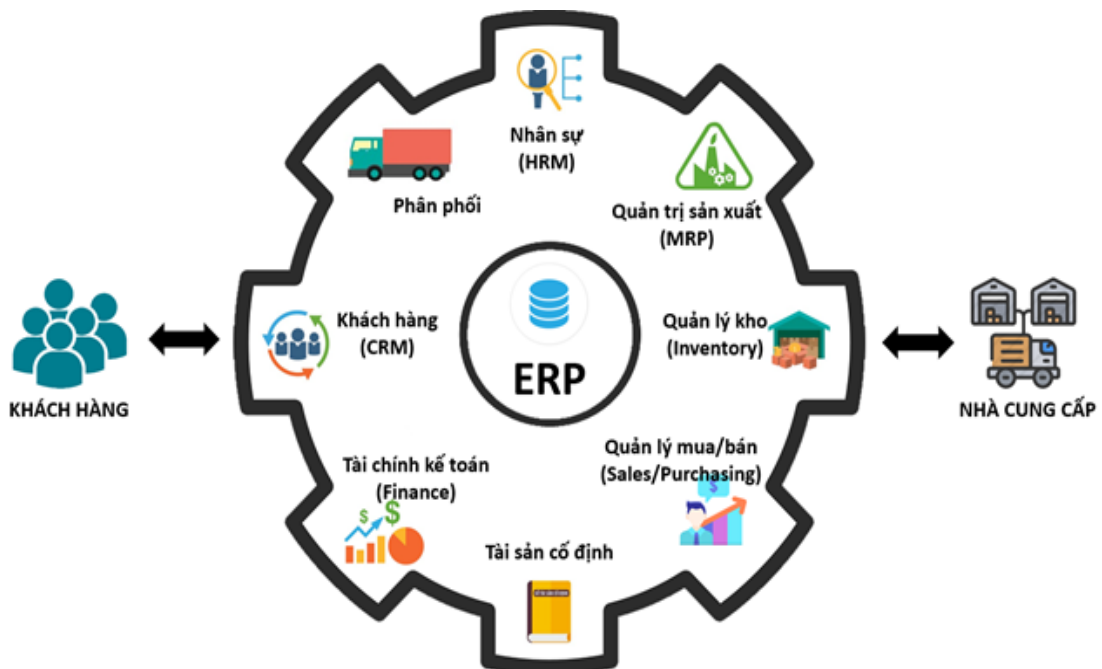 Nhân sự
(HRM)
Phân phối
Quản trị sản xuất
(MRP)
KHÁCH HÀNG
Khách hàng
(CRM)
ERP
Quản lý kho
(Inventory)
NHÀ CUNG CẤP
Tài chính kế toán
(Finance)
Quản lý mua/bán
(Sales/Purchasing)
$
$
$
Tài sản cố định